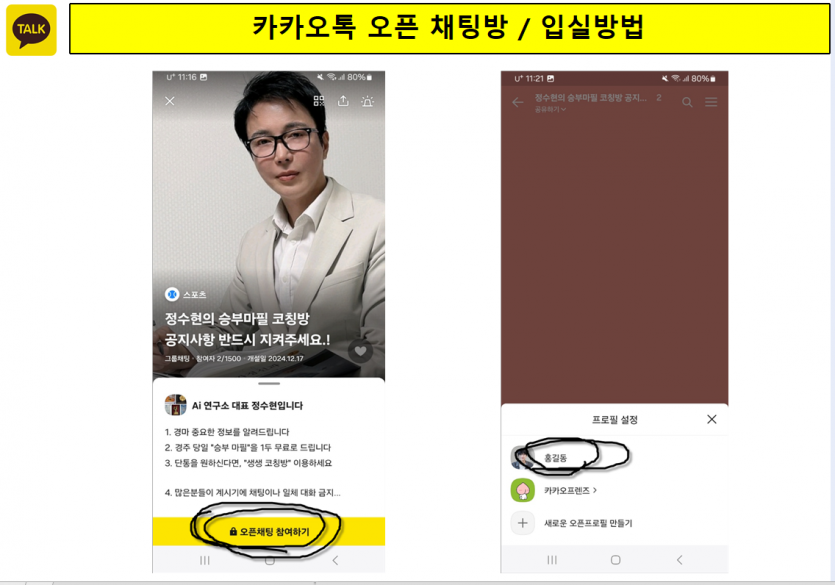 TALK
카카오톡 오픈 채팅방 / 입실방법
U+ 11:16
80%
스포츠
정수현의 승부마필 코칭방
공지사항 반드시 지켜주세요.!
그룹채팅 · 참여자 2/1500 · 개설일 2024.12.17
Ai 연구소 대표 정수현입니다
1. 경마 중요한 정보를 알려드립니다
2. 경주 당일 "승부 마필"을 1두 무료로 드립니다
3. 단통을 원하신다면, "생생 코칭방" 이용하세요
4. 많은분들이 계시기에 채팅이나 일체 대화 금지...
오픈채팅 참여하기
U+ 11:21
80%
정수현의 승부마필 코칭방 공지... 2
공유하기
프로필 설정
홍길동
카카오프렌즈 >
새로운 오픈프로필 만들기